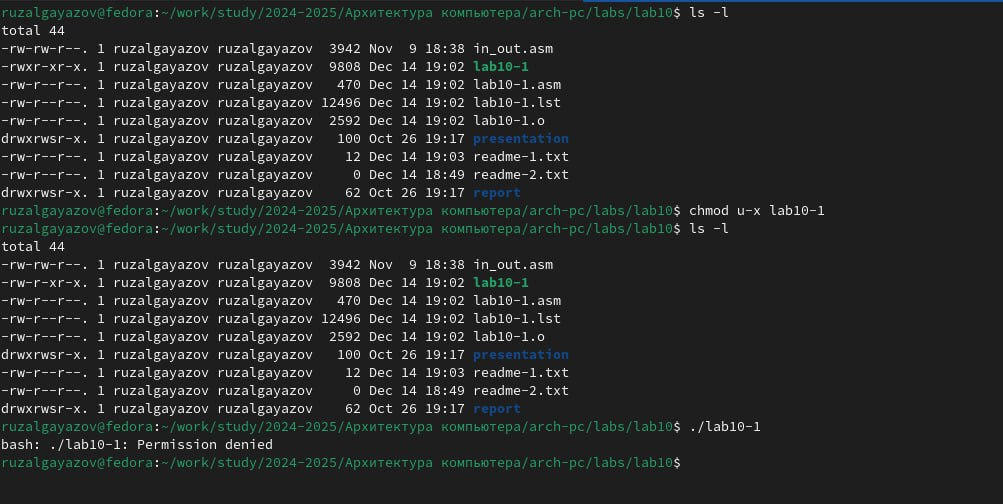 ruzalgayazov@fedora:~/work/study/2024-2025/Архитектура компьютера/arch-pc/labs/lab10$ ls -l
total 44
-rw-rw-r--. 1 ruzalgayazov ruzalgayazov  3942 Nov  9 18:38 in_out.asm
-rwxr-xr-x. 1 ruzalgayazov ruzalgayazov  9808 Dec 14 19:02 lab10-1
-rw-r--r--. 1 ruzalgayazov ruzalgayazov   470 Dec 14 19:02 lab10-1.asm
-rw-r--r--. 1 ruzalgayazov ruzalgayazov 12496 Dec 14 19:02 lab10-1.lst
-rw-r--r--. 1 ruzalgayazov ruzalgayazov  2592 Dec 14 19:02 lab10-1.o
drwxrwsr-x. 1 ruzalgayazov ruzalgayazov   100 Oct 26 19:17 presentation
-rw-r--r--. 1 ruzalgayazov ruzalgayazov    12 Dec 14 19:03 readme-1.txt
-rw-r--r--. 1 ruzalgayazov ruzalgayazov     0 Dec 14 18:49 readme-2.txt
drwxrwsr-x. 1 ruzalgayazov ruzalgayazov    62 Oct 26 19:17 report
ruzalgayazov@fedora:~/work/study/2024-2025/Архитектура компьютера/arch-pc/labs/lab10$ chmod u-x lab10-1
ruzalgayazov@fedora:~/work/study/2024-2025/Архитектура компьютера/arch-pc/labs/lab10$ ls -l
total 44
-rw-rw-r--. 1 ruzalgayazov ruzalgayazov  3942 Nov  9 18:38 in_out.asm
-rw-r-xr-x. 1 ruzalgayazov ruzalgayazov  9808 Dec 14 19:02 lab10-1
-rw-r--r--. 1 ruzalgayazov ruzalgayazov   470 Dec 14 19:02 lab10-1.asm
-rw-r--r--. 1 ruzalgayazov ruzalgayazov 12496 Dec 14 19:02 lab10-1.lst
-rw-r--r--. 1 ruzalgayazov ruzalgayazov  2592 Dec 14 19:02 lab10-1.o
drwxrwsr-x. 1 ruzalgayazov ruzalgayazov   100 Oct 26 19:17 presentation
-rw-r--r--. 1 ruzalgayazov ruzalgayazov    12 Dec 14 19:03 readme-1.txt
-rw-r--r--. 1 ruzalgayazov ruzalgayazov     0 Dec 14 18:49 readme-2.txt
drwxrwsr-x. 1 ruzalgayazov ruzalgayazov    62 Oct 26 19:17 report
ruzalgayazov@fedora:~/work/study/2024-2025/Архитектура компьютера/arch-pc/labs/lab10$ ./lab10-1
bash: ./lab10-1: Permission denied
ruzalgayazov@fedora:~/work/study/2024-2025/Архитектура компьютера/arch-pc/labs/lab10$